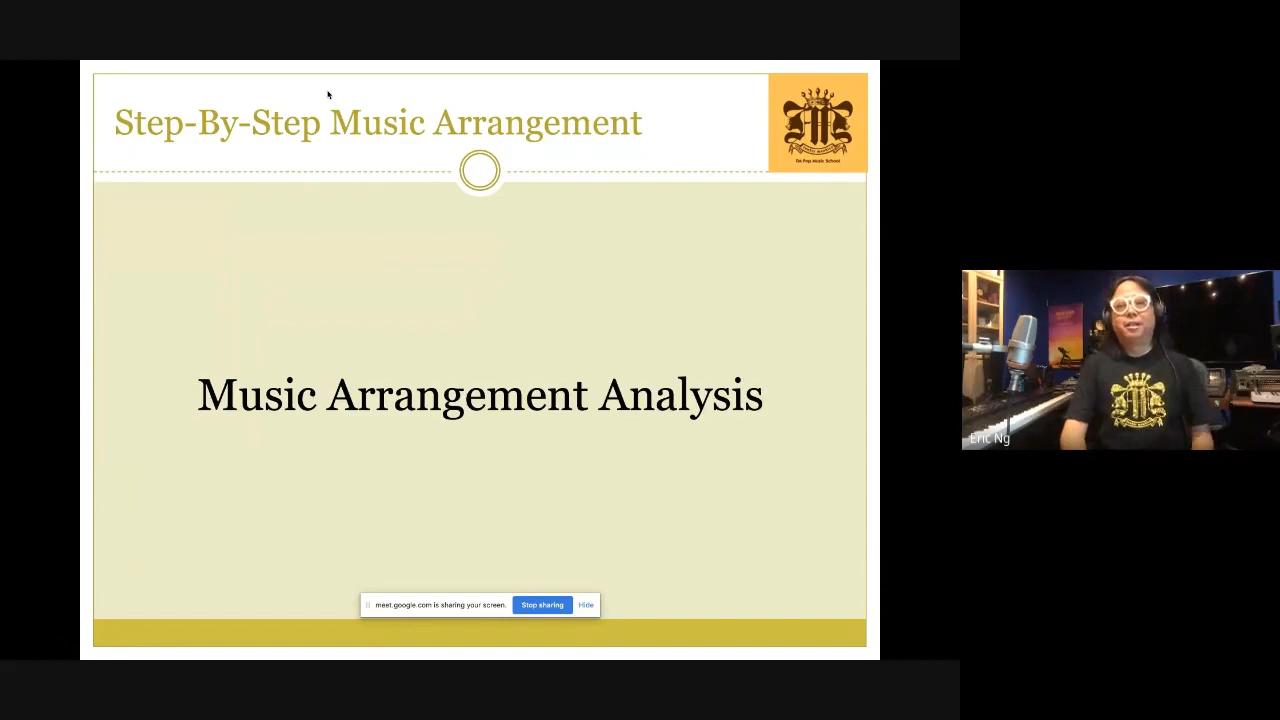 Step-By-Step Music Arrangement
Music Arrangement Analysis
meet.google.com is sharing your screen.
Stop sharing
Hide
Eric Ng